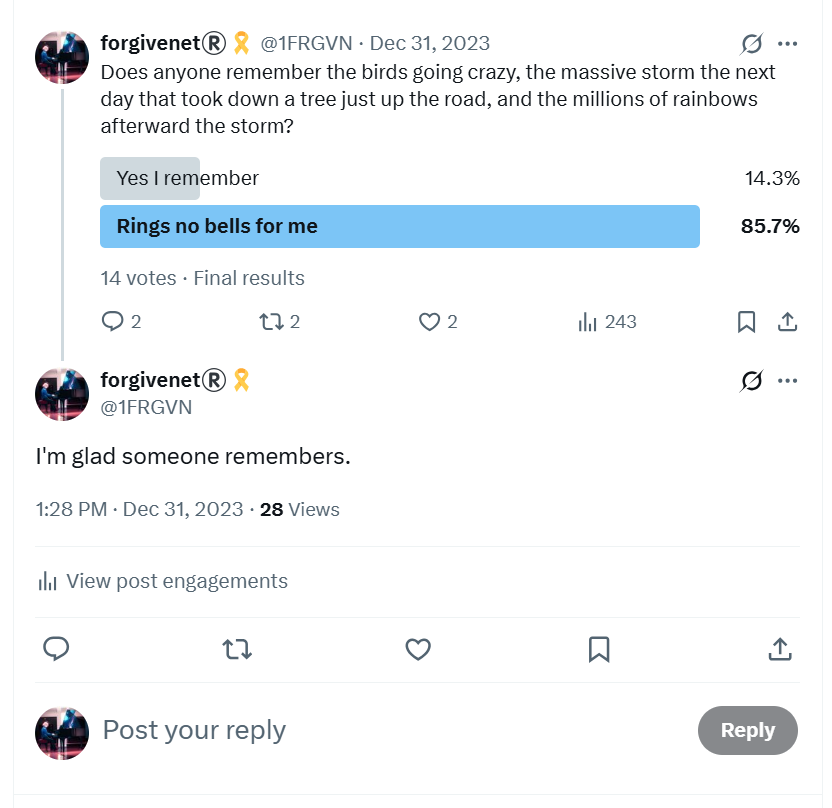 forgivenet®️🎗️ @1FRGVN · Dec 31, 2023
Does anyone remember the birds going crazy, the massive storm the next
day that took down a tree just up the road, and the millions of rainbows
afterward the storm?
Yes I remember 14.3%
Rings no bells for me 85.7%
14 votes · Final results
2 2 2 243
forgivenet®️🎗️
@1FRGVN
I'm glad someone remembers.
1:28 PM · Dec 31, 2023 · 28 Views
View post engagements
Post your reply Reply